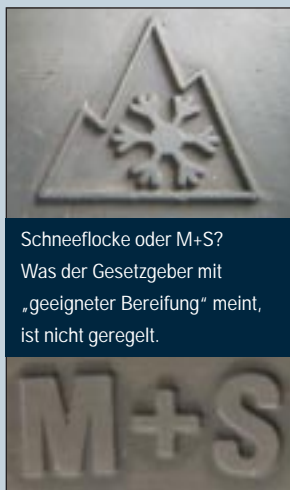 Schneeflocke oder M+S?
Was der Gesetzgeber mit
„geeigneter Bereifung“ meint,
ist nicht geregelt.
M+S